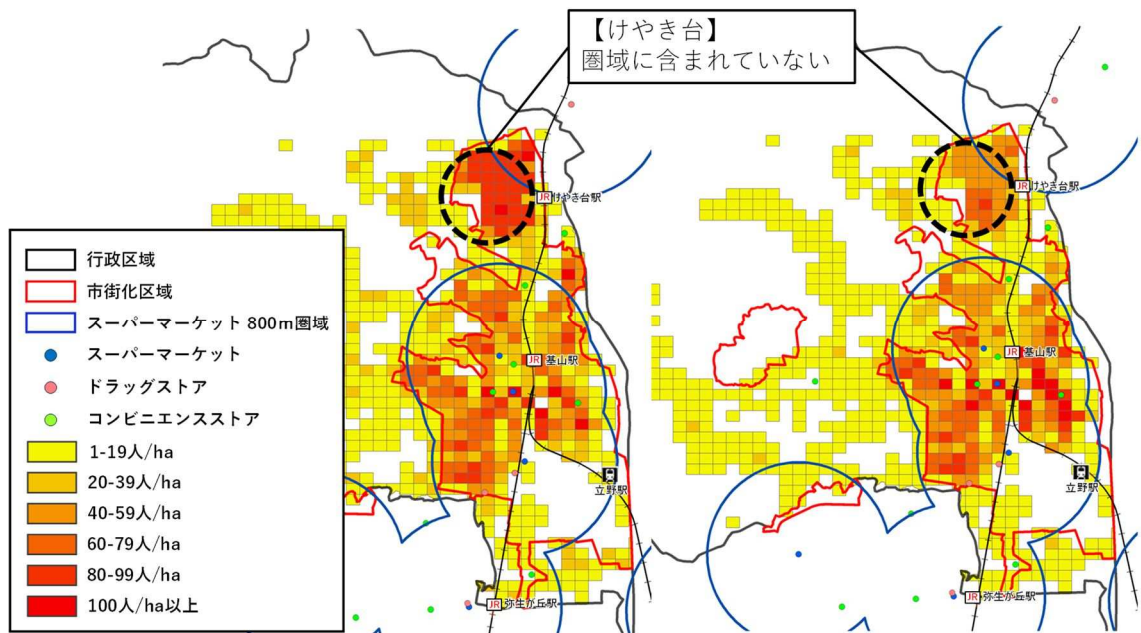 【けやき台】
圏域に含まれていない
JR けやき台駅
JR けやき台駅
行政区域
市街化区域
スーパーマーケット 800m圏域
スーパーマーケット
ドラッグストア
コンビニエンスストア
1-19人/ha
20-39人/ha
40-59人/ha
60-79人/ha
80-99人/ha
100人/ha以上
JR 基山駅
JR 基山駅
立野駅
立野駅
JR 弥生が丘駅
JR 弥生が丘駅